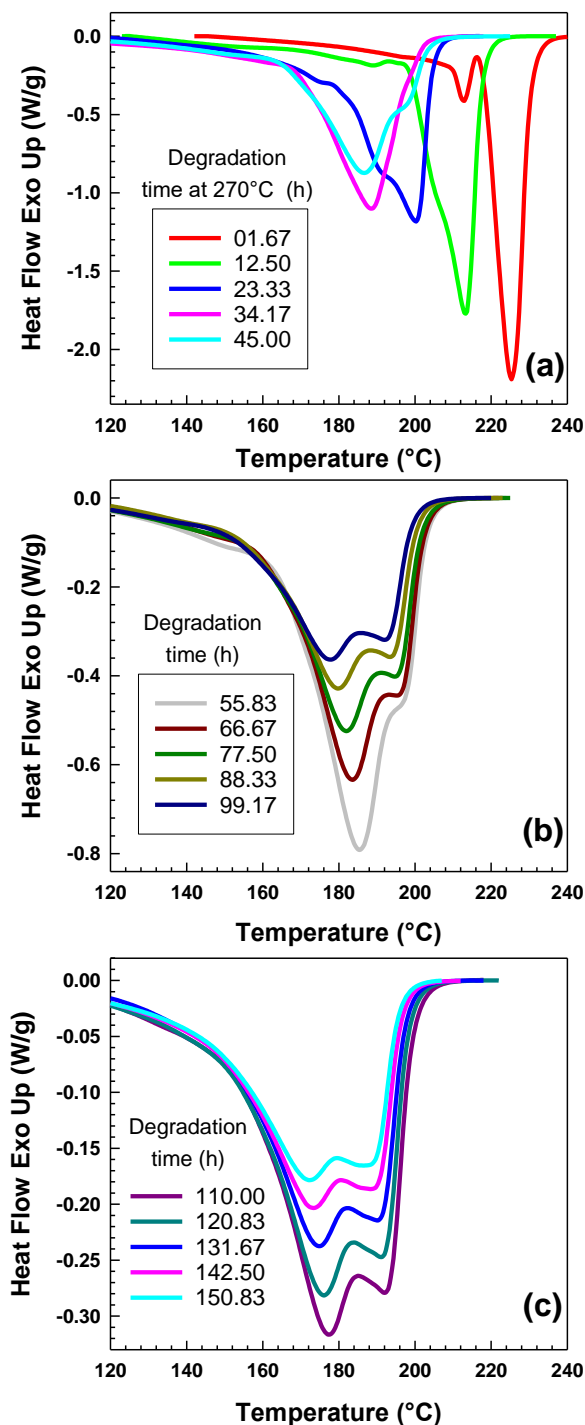 0.0
-0.5
-1.0
-1.5
-2.0
Heat Flow Exo Up (W/g)
Degradation
time at 270°C (h)
01.67
12.50
23.33
34.17
45.00
(a)
120 140 160 180 200 220 240
Temperature (°C)
0.0
-0.2
-0.4
-0.6
-0.8
Heat Flow Exo Up (W/g)
Degradation
time (h)
55.83
66.67
77.50
88.33
99.17
(b)
120 140 160 180 200 220 240
Temperature (°C)
0.00
-0.05
-0.10
-0.15
-0.20
-0.25
-0.30
Heat Flow Exo Up (W/g)
Degradation
time (h)
110.00
120.83
131.67
142.50
150.83
(c)
120 140 160 180 200 220 240
Temperature (°C)